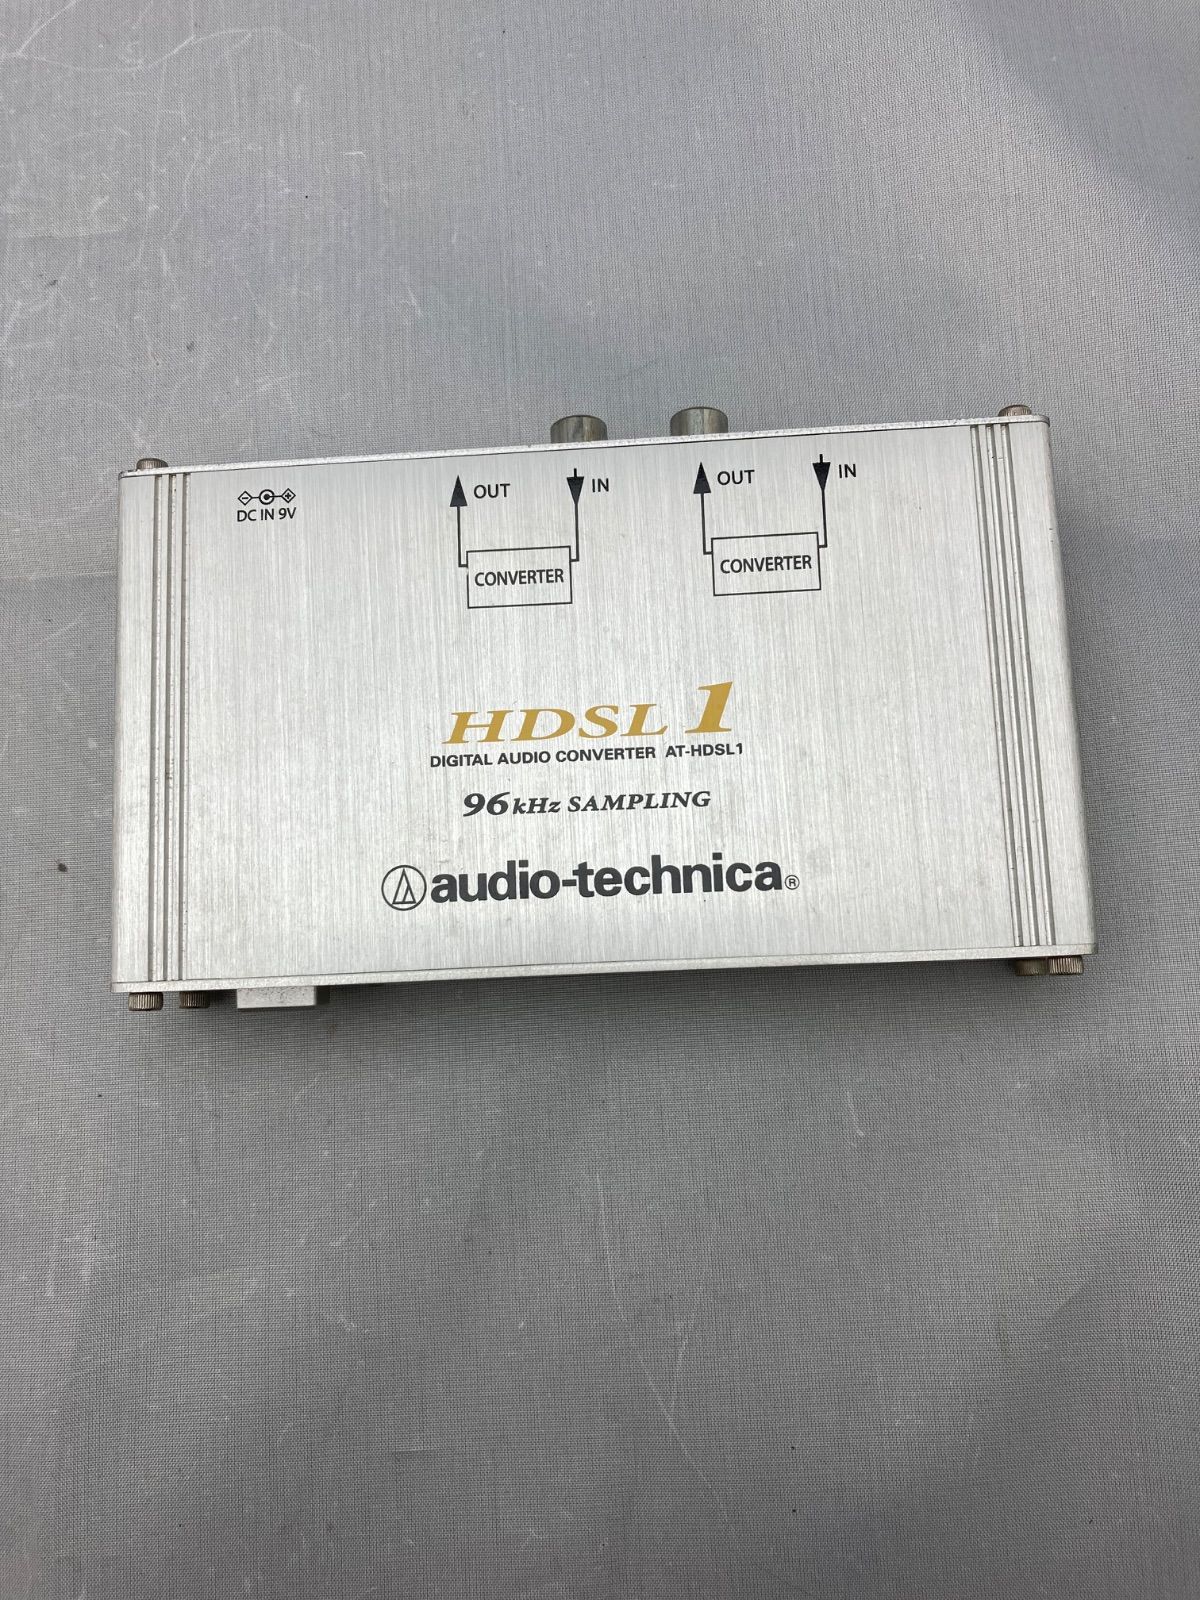 OUT IN OUT IN
DC IN 9V
CONVERTER CONVERTER
HDSL 1
DIGITAL AUDIO CONVERTER AT-HDSL1
96kHz SAMPLING
audio-technica®